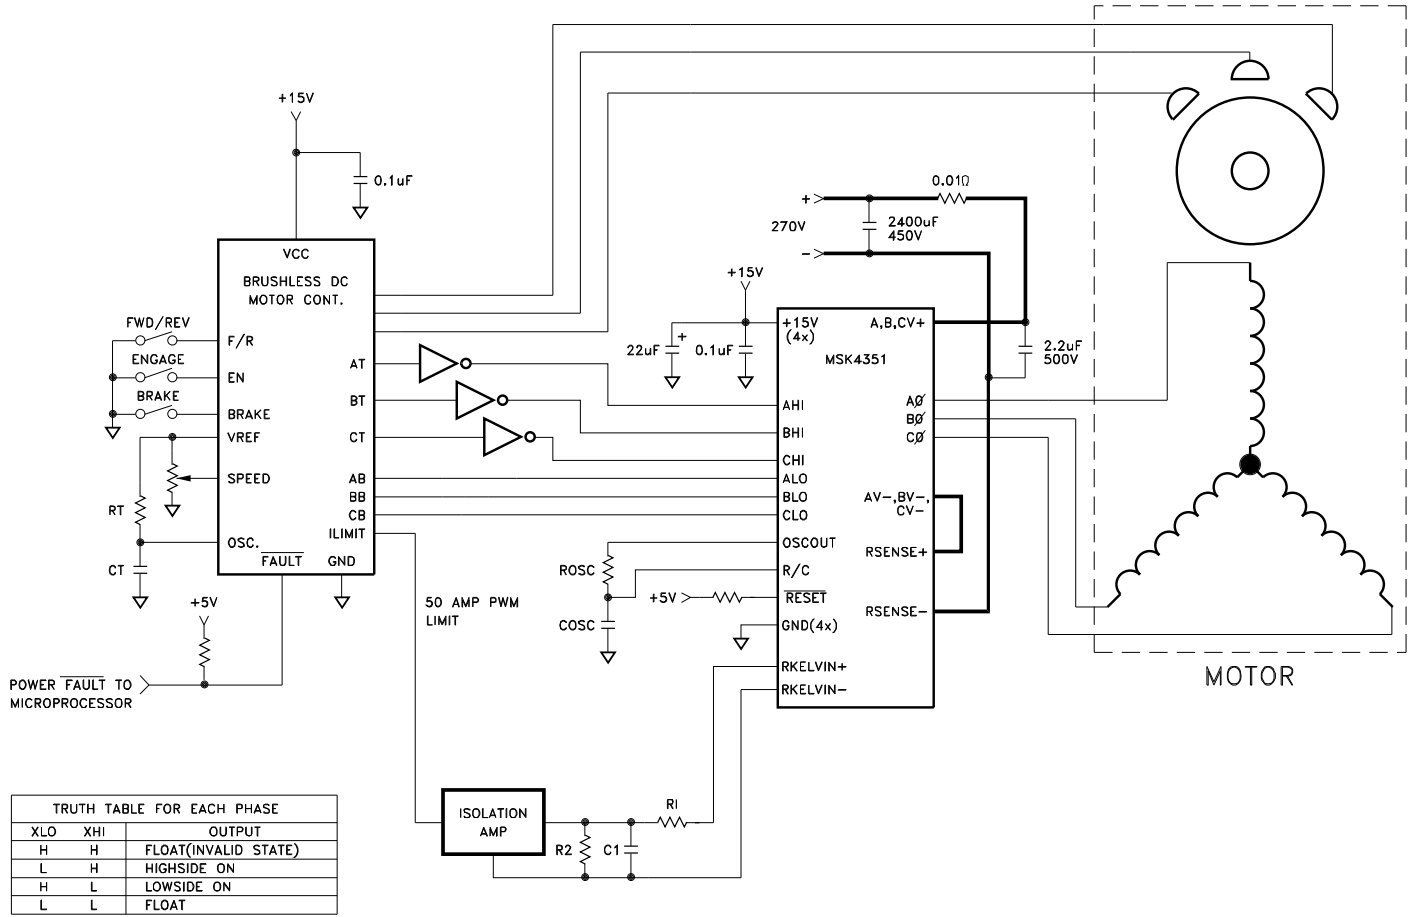 +15V
0.1uF
VCC
BRUSHLESS DC
MOTOR CONT.
FWD/REV
F/R
ENGAGE
EN
BRAKE
BRAKE
VREF
SPEED
RT
OSC.
CT
FAULT
GND
AT
BT
CT
AB
BB
CB
ILIMIT
+5V
POWER FAULT TO
MICROPROCESSOR
50 AMP PWM
LIMIT
+
270V
-
0.01Ω
2400uF
450V
+15V
+
22uF
0.1uF
+15V
(4x)
A,B,CV+
MSK4351
2.2uF
500V
AHI
BHI
CHI
ALO
BLO
CLO
OSCOUT
R/C
RESET
GND(4x)
RKELVIN+
RKELVIN-
AØ
BØ
CØ
AV-,BV-,
CV-
RSENSE+
RSENSE-
ROSC
COSC
+5V
MOTOR
ISOLATION
AMP
R1
R2
C1
TRUTH TABLE FOR EACH PHASE
XLO XHI OUTPUT
H H FLOAT(INVALID STATE)
L H HIGHSIDE ON
H L LOWSIDE ON
L L FLOAT